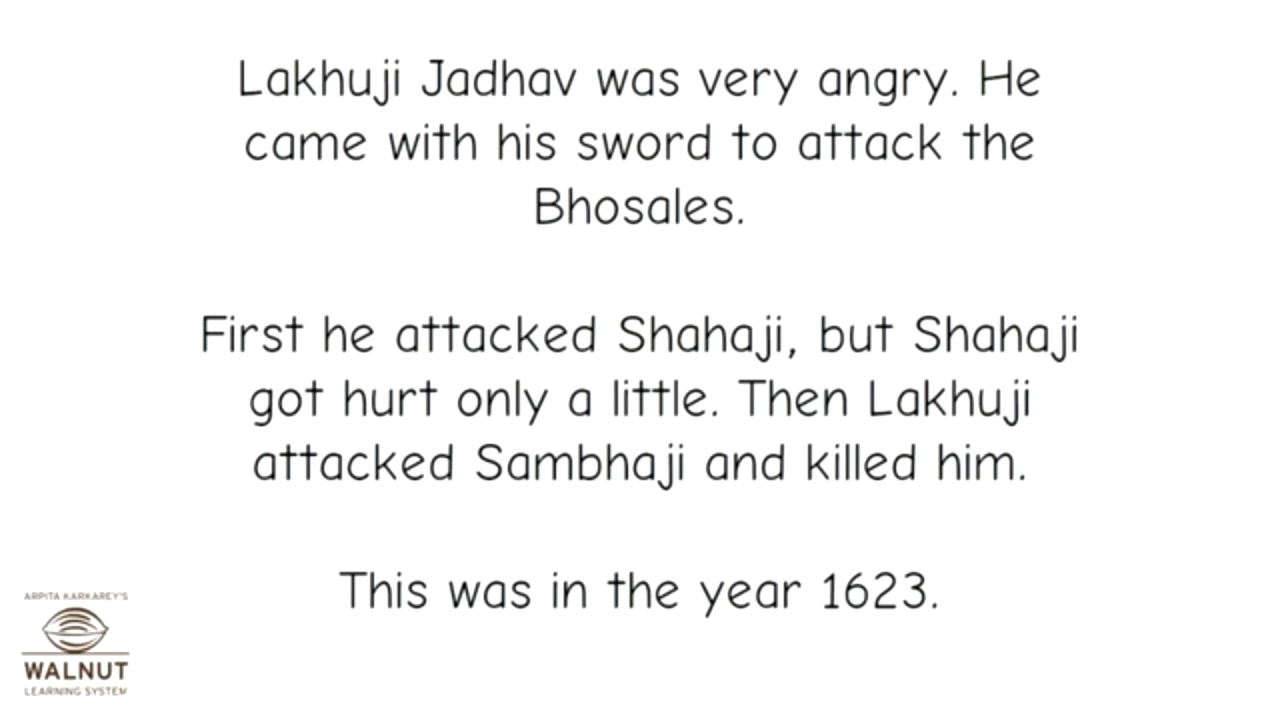 Lakhuji Jadhav was very angry. He
came with his sword to attack the
Bhosales.
First he attacked Shahaji, but Shahaji
got hurt only a little. Then Lakhuji
attacked Sambhaji and killed him.
This was in the year 1623.
ARPITA KARKAREY'S
WALNUT
LEARNING SYSTEM